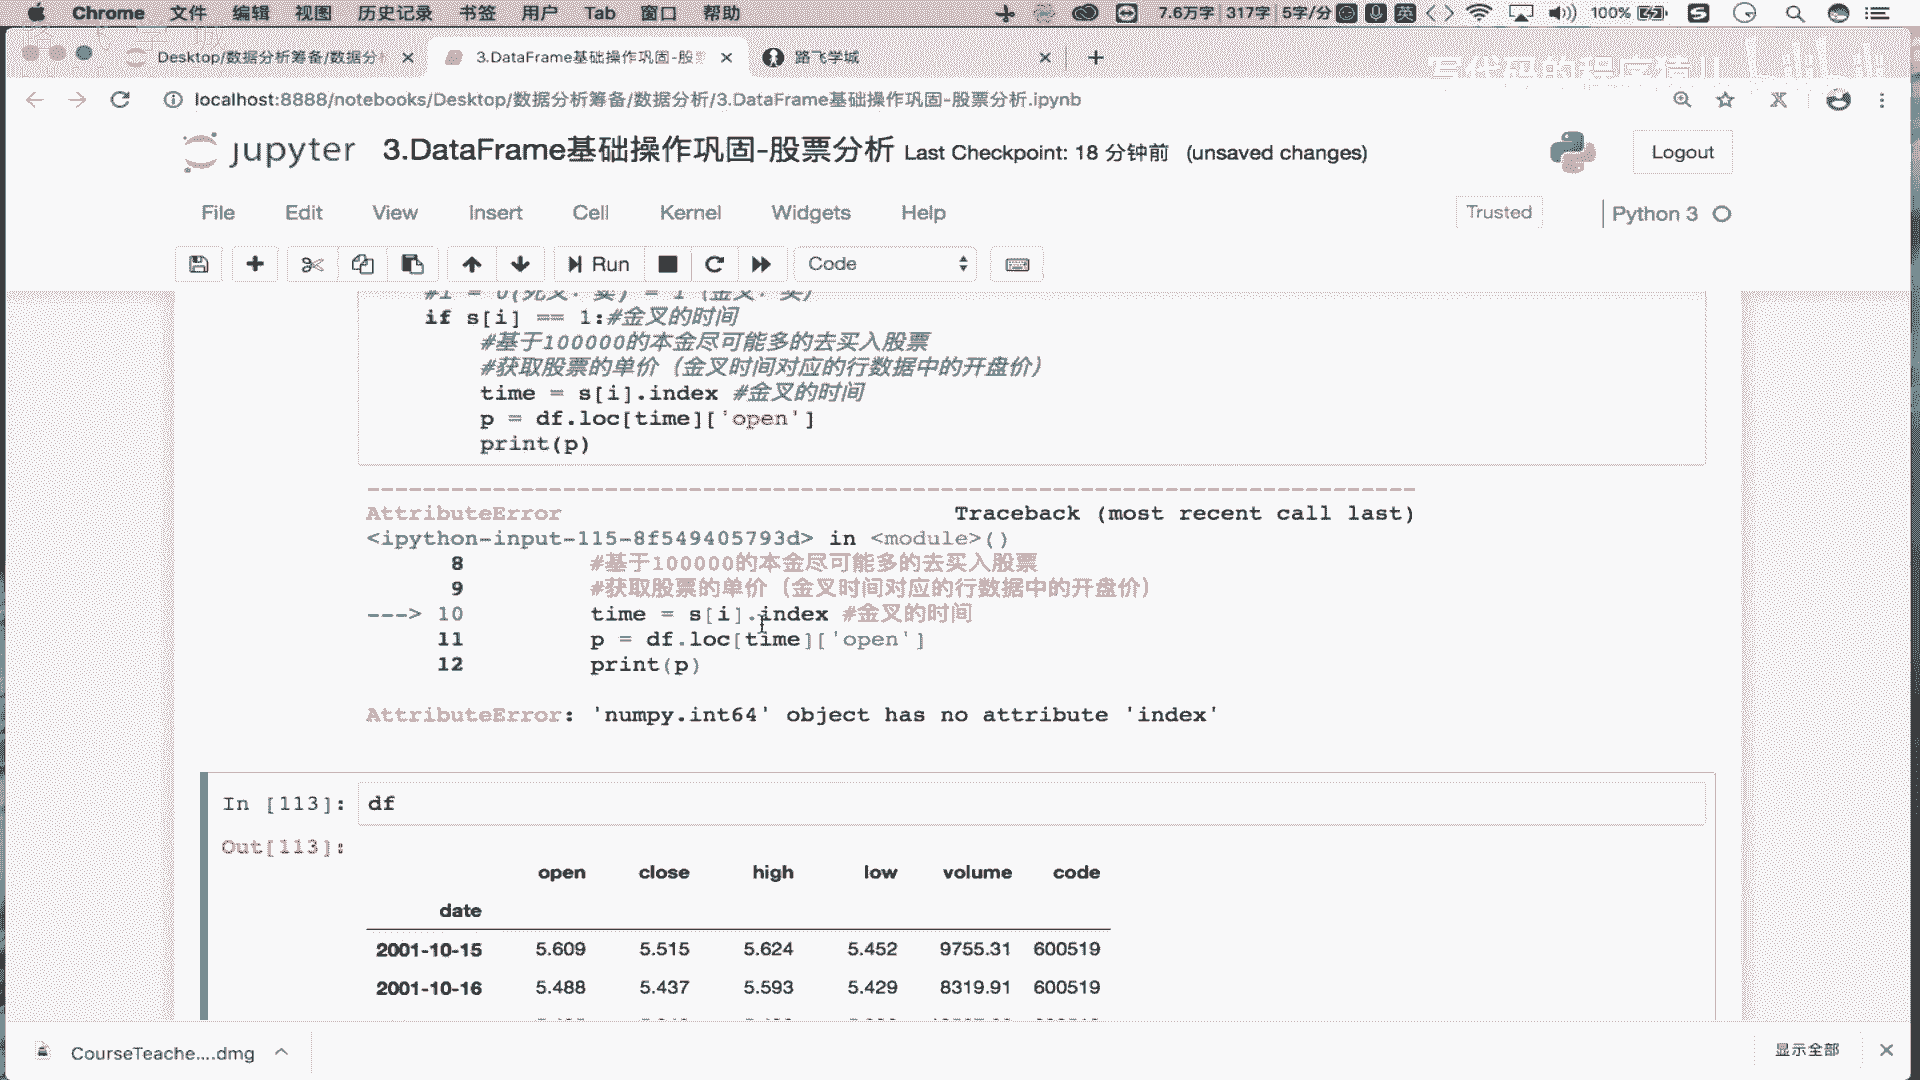 Chrome 文件 编辑 视图 历史记录 书签 用户 Tab 窗口 帮助 7.6万字 317字 5字/分 英 100%
Desktop/数据分析筹备/数据分 3.DataFrame基础操作巩固-股 路飞学城
localhost:8888/notebooks/Desktop/数据分析筹备/数据分析/3.DataFrame基础操作巩固-股票分析.ipynb
jupyter 3.DataFrame基础操作巩固-股票分析 Last Checkpoint: 18 分钟前 (unsaved changes) Logout
File Edit View Insert Cell Kernel Widgets Help Trusted Python 3
Run Code
if s[i] == 1:#金叉的时间
#基于100000的本金尽可能多的去买入股票
#获取股票的单价（金叉时间对应的行数据中的开盘价）
time = s[i].index #金叉的时间
p = df.loc[time]['open']
print(p)
---------------------------------------------------------------------------
AttributeError Traceback (most recent call last)
<ipython-input-115-8f549405793d> in <module>()
8 #基于100000的本金尽可能多的去买入股票
9 #获取股票的单价（金叉时间对应的行数据中的开盘价）
---> 10 time = s[i].index #金叉的时间
11 p = df.loc[time]['open']
12 print(p)
AttributeError: 'numpy.int64' object has no attribute 'index'
In [113]: df
Out[113]:
open close high low volume code
date
2001-10-15 5.609 5.515 5.624 5.452 9755.31 600519
2001-10-16 5.488 5.437 5.593 5.429 8319.91 600519
CourseTeache....dmg 显示全部